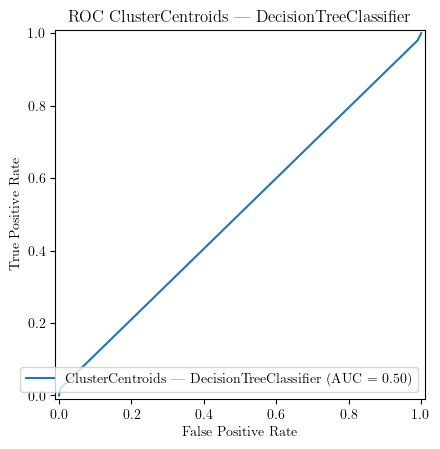 ROC ClusterCentroids — DecisionTreeClassifier
1.0
0.8
0.6
0.4
0.2
0.0
True Positive Rate
ClusterCentroids — DecisionTreeClassifier (AUC = 0.50)
0.0 0.2 0.4 0.6 0.8 1.0
False Positive Rate